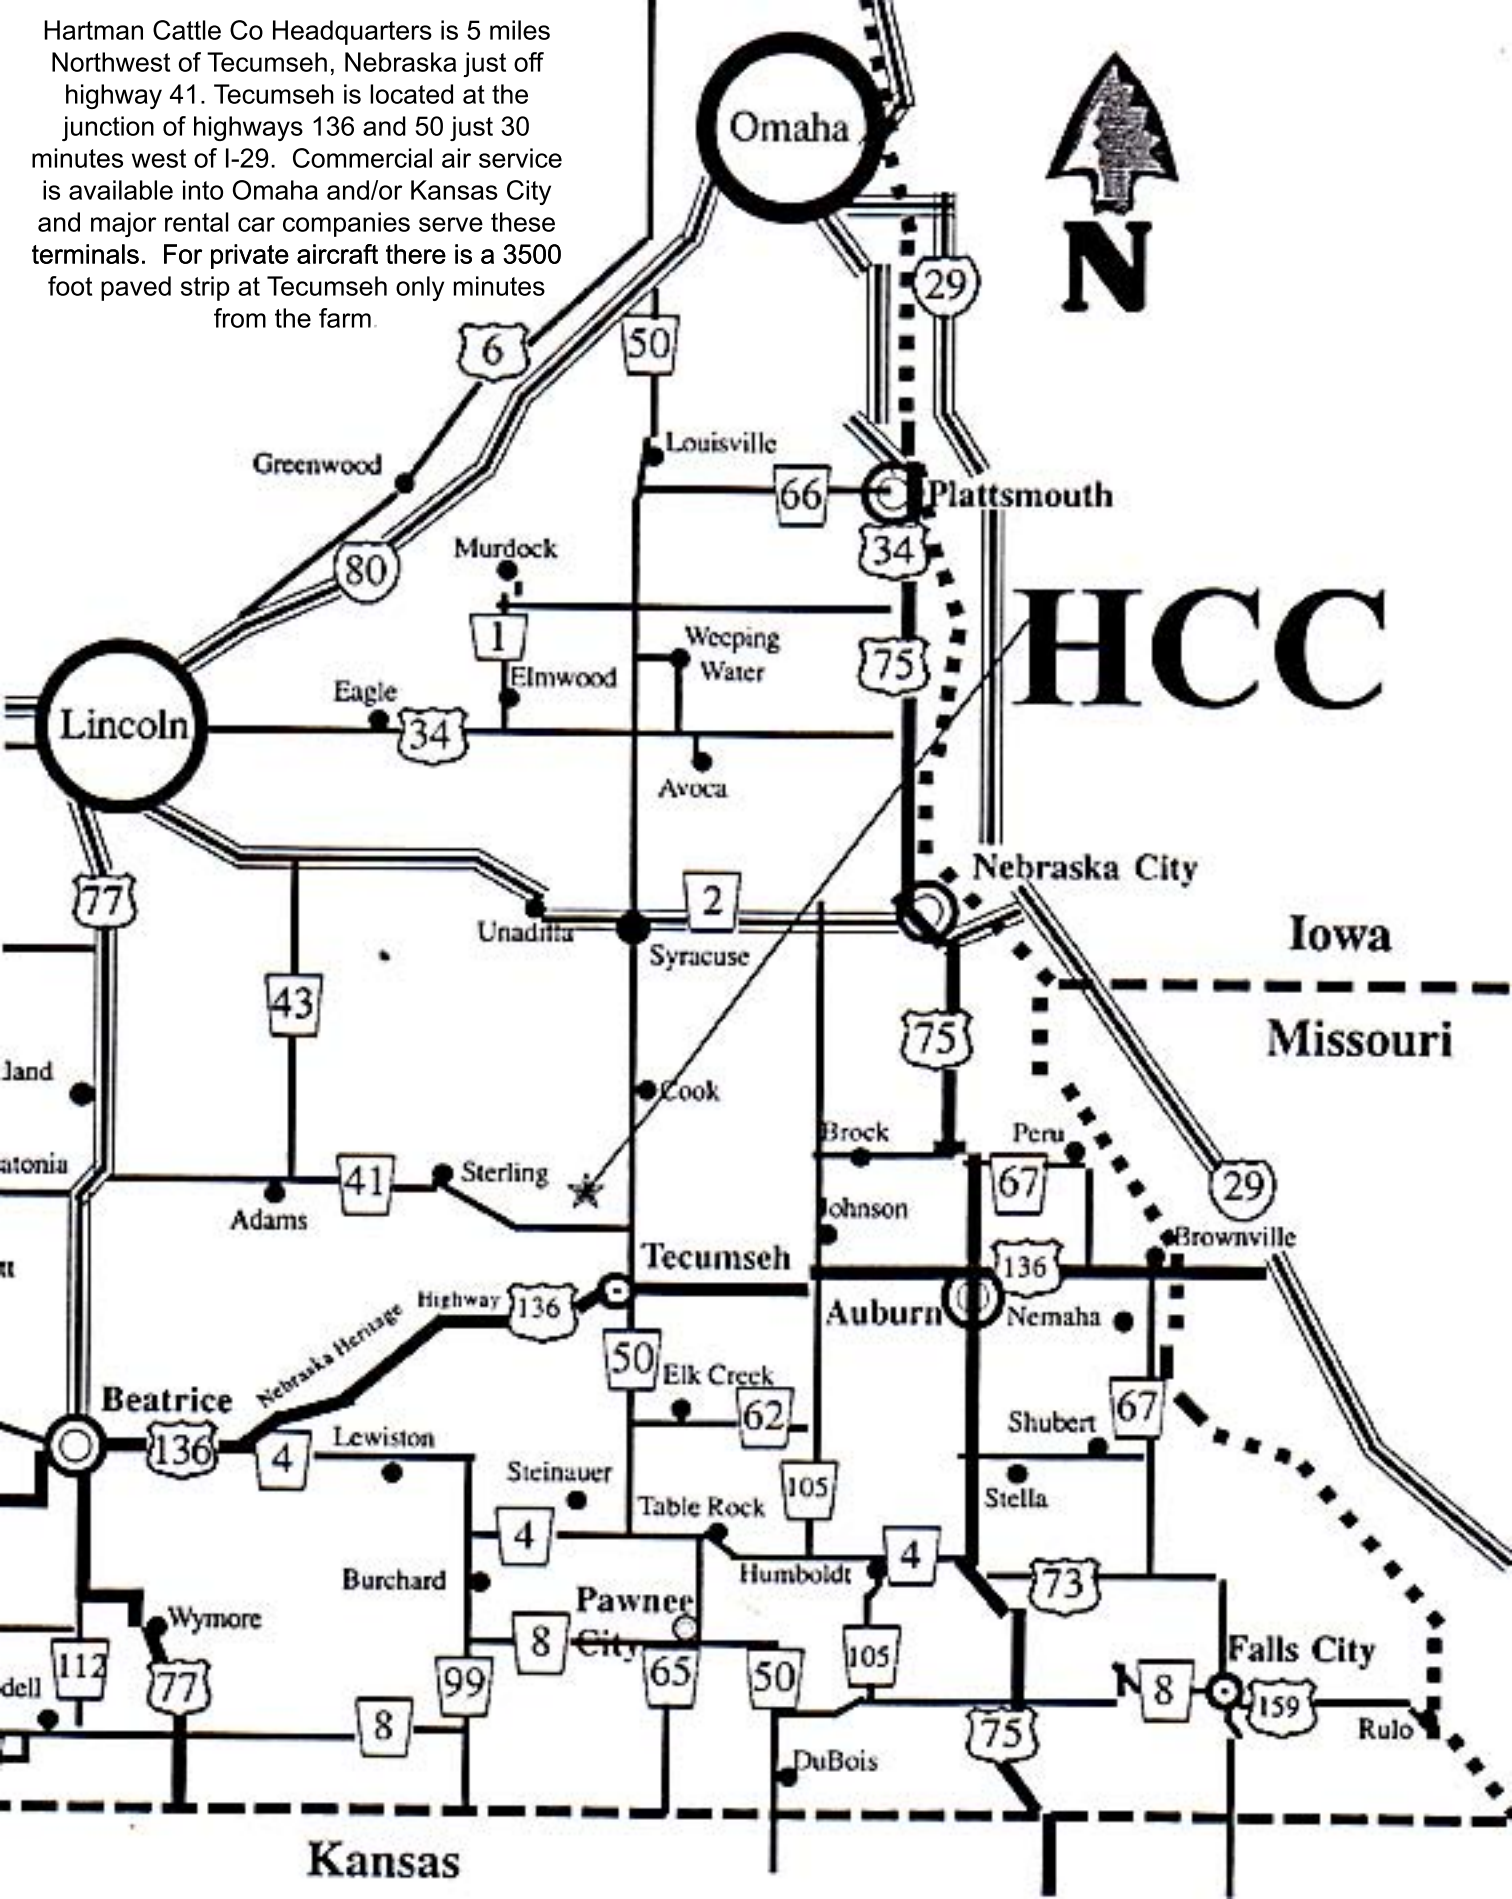 Hartman Cattle Co Headquarters is 5 miles
Northwest of Tecumseh, Nebraska just off
highway 41. Tecumseh is located at the
junction of highways 136 and 50 just 30
minutes west of I-29.  Commercial air service
is available into Omaha and/or Kansas City
and major rental car companies serve these
terminals.  For private aircraft there is a 3500
foot paved strip at Tecumseh only minutes
from the farm
Omaha
N
29
6
50
Louisville
Greenwood
66
Plattsmouth
34
80
Murdock
HCC
1
Weeping
Water
75
Elmwood
Eagle
Lincoln
34
Avoca
Nebraska City
77
2
Unadilla
Syracuse
Iowa
43
75
Missouri
land
Cook
Brock
Peru
atonia
41
Sterling
67
29
Adams
Johnson
Brownville
Tecumseh
136
tt
Nebraska Heritage
Highway
136
Auburn
Nemaha
50
Elk Creek
Beatrice
62
67
136
4
Lewiston
Shubert
Steinauer
105
Stella
Table Rock
4
4
Humboldt
73
Burchard
Pawnee
City
Wymore
8
112
77
99
65
50
105
Falls City
dell
8
159
8
75
Rulo
DuBois
Kansas